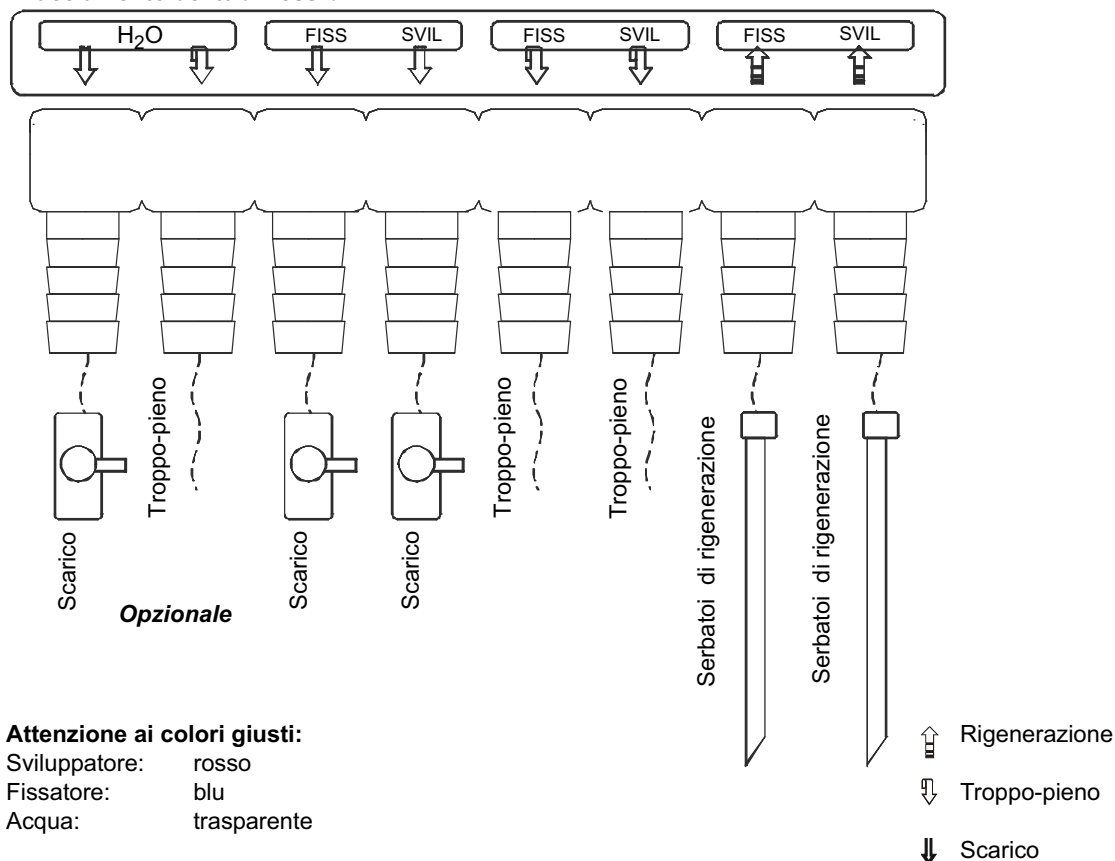 H₂O FISS SVIL FISS SVIL FISS SVIL
Scarico
Troppo-pieno
Scarico
Scarico
Troppo-pieno
Troppo-pieno
Serbatoi di rigenerazione
Serbatoi di rigenerazione
Opzionale
Attenzione ai colori giusti:
Sviluppatore: rosso
Fissatore: blu
Acqua: trasparente
Rigenerazione
Troppo-pieno
Scarico